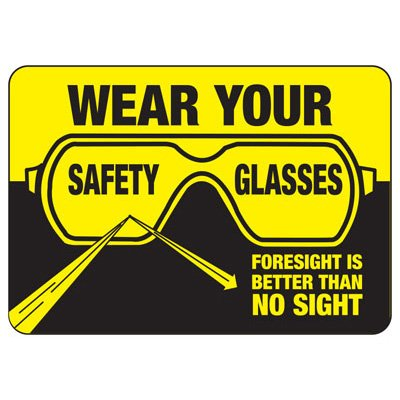 WEAR YOUR
SAFETY GLASSES
FORESIGHT IS
BETTER THAN
NO SIGHT